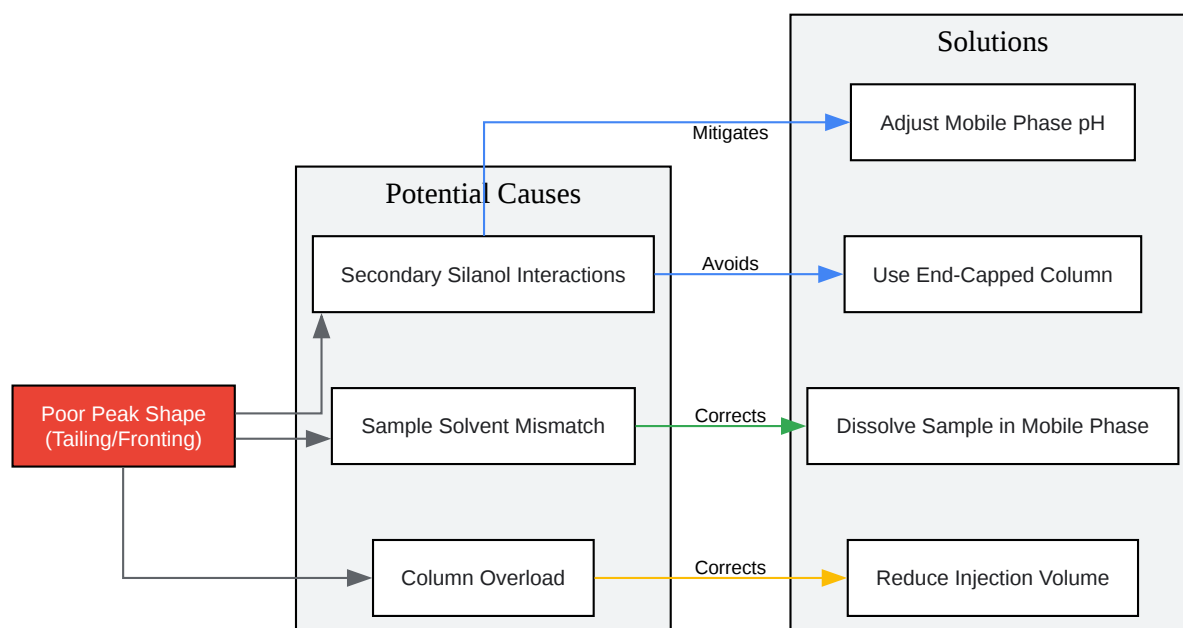 Solutions
Adjust Mobile Phase pH
Mitigates
Potential Causes
Secondary Silanol Interactions
Avoids
Use End-Capped Column
Poor Peak Shape
(Tailing/Fronting)
Sample Solvent Mismatch
Corrects
Dissolve Sample in Mobile Phase
Column Overload
Corrects
Reduce Injection Volume